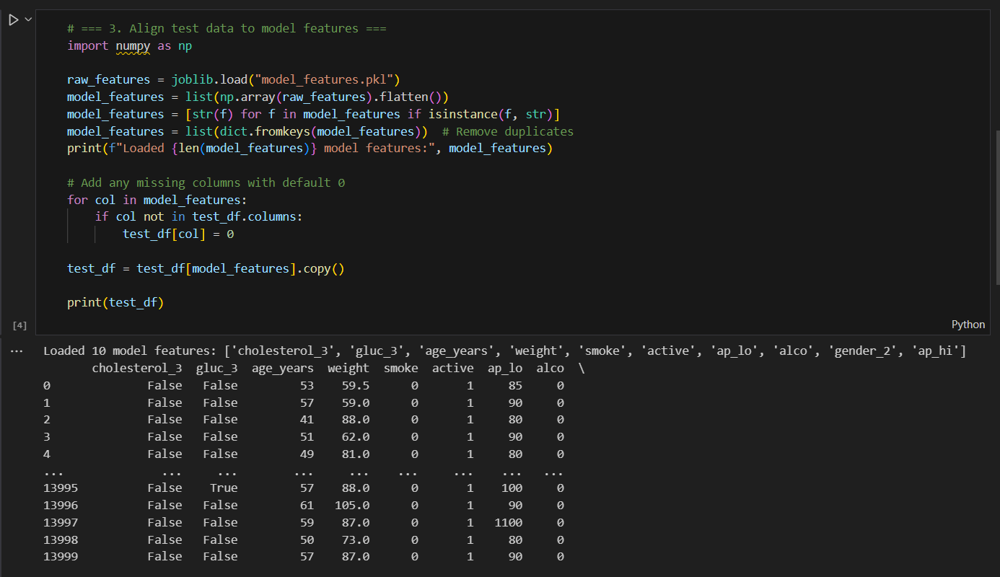 # === 3. Align test data to model features ===
import numpy as np

raw_features = joblib.load("model_features.pkl")
model_features = list(np.array(raw_features).flatten())
model_features = [str(f) for f in model_features if isinstance(f, str)]
model_features = list(dict.fromkeys(model_features))  # Remove duplicates
print(f"Loaded {len(model_features)} model features:", model_features)

# Add any missing columns with default 0
for col in model_features:
    if col not in test_df.columns:
        test_df[col] = 0

test_df = test_df[model_features].copy()

print(test_df)
[4]
Python
... Loaded 10 model features: ['cholesterol_3', 'gluc_3', 'age_years', 'weight', 'smoke', 'active', 'ap_lo', 'alco', 'gender_2', 'ap_hi']
       cholesterol_3  gluc_3  age_years  weight  smoke  active  ap_lo  alco  \
0              False   False         53    59.5      0       1     85     0
1              False   False         57    59.0      0       1     90     0
2              False   False         41    88.0      0       1     80     0
3              False   False         51    62.0      0       1     90     0
4              False   False         49    81.0      0       1     80     0
...              ...     ...        ...     ...    ...     ...    ...   ...
13995          False    True         57    88.0      0       1    100     0
13996          False   False         61   105.0      0       1     90     0
13997          False   False         59    87.0      0       1   1100     0
13998          False   False         50    73.0      0       1     80     0
13999          False   False         57    87.0      0       1     90     0